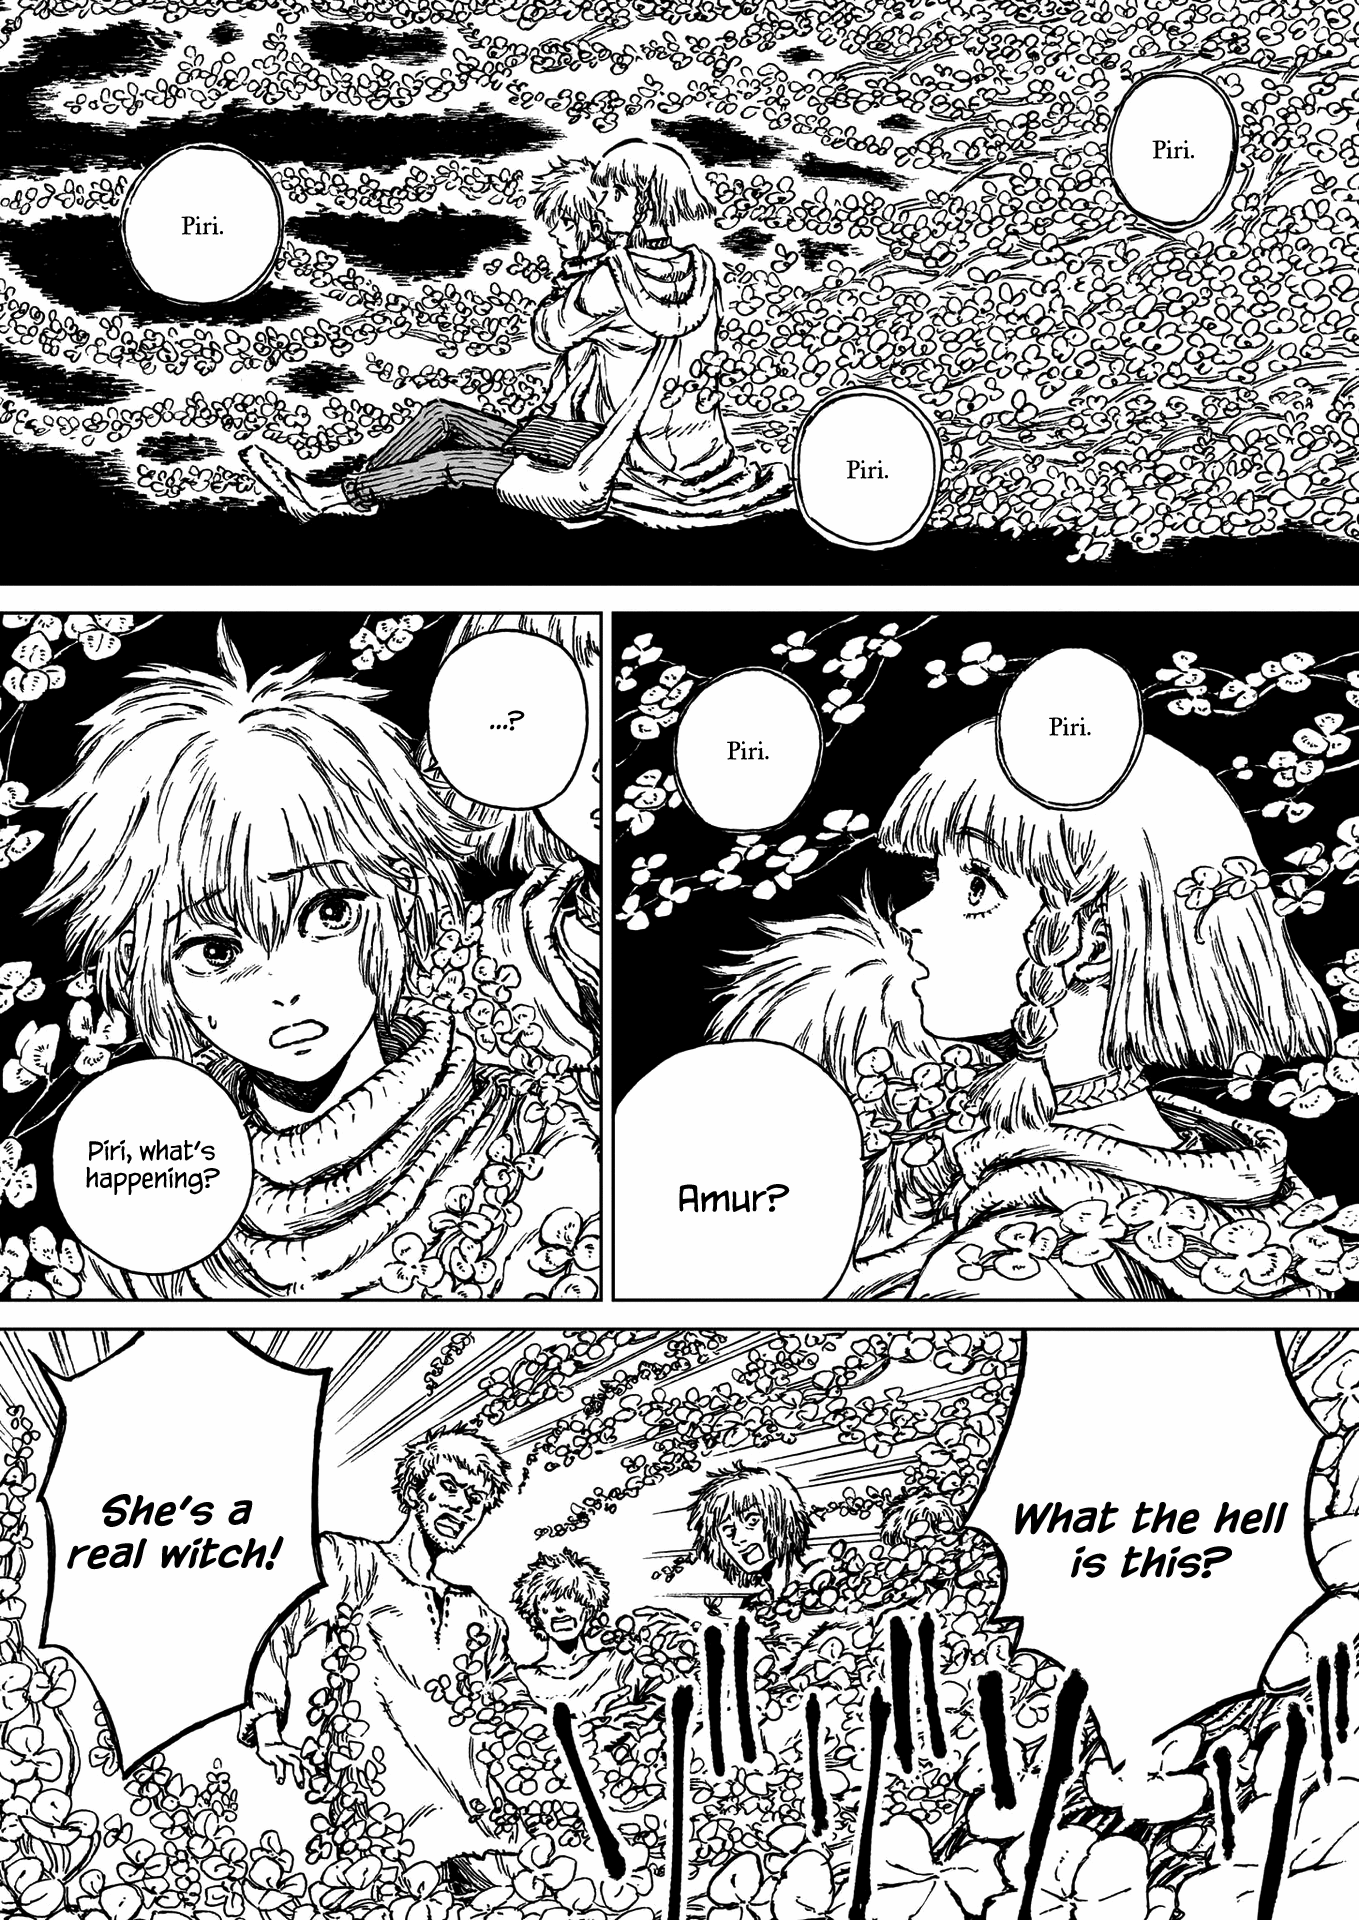 Piri.
Piri.
Piri.
Piri.
Piri.
Amur?
...?
Piri, what's
happening?
What the hell
is this?
She's a
real witch!